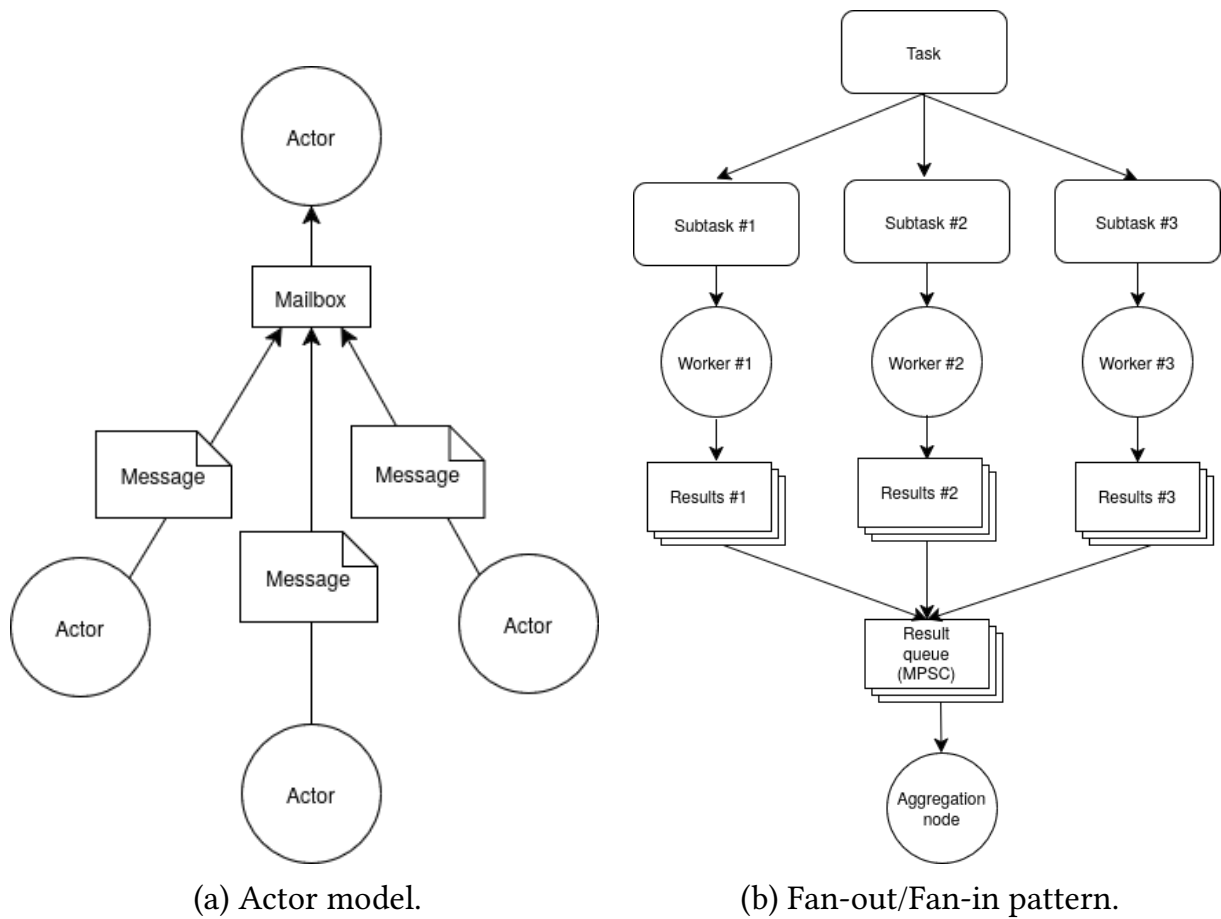 Actor
Mailbox
Message
Message
Message
Actor
Actor
Actor
(a) Actor model.
Task
Subtask #1
Subtask #2
Subtask #3
Worker #1
Worker #2
Worker #3
Results #1
Results #2
Results #3
Result
queue
(MPSC)
Aggregation
node
(b) Fan-out/Fan-in pattern.